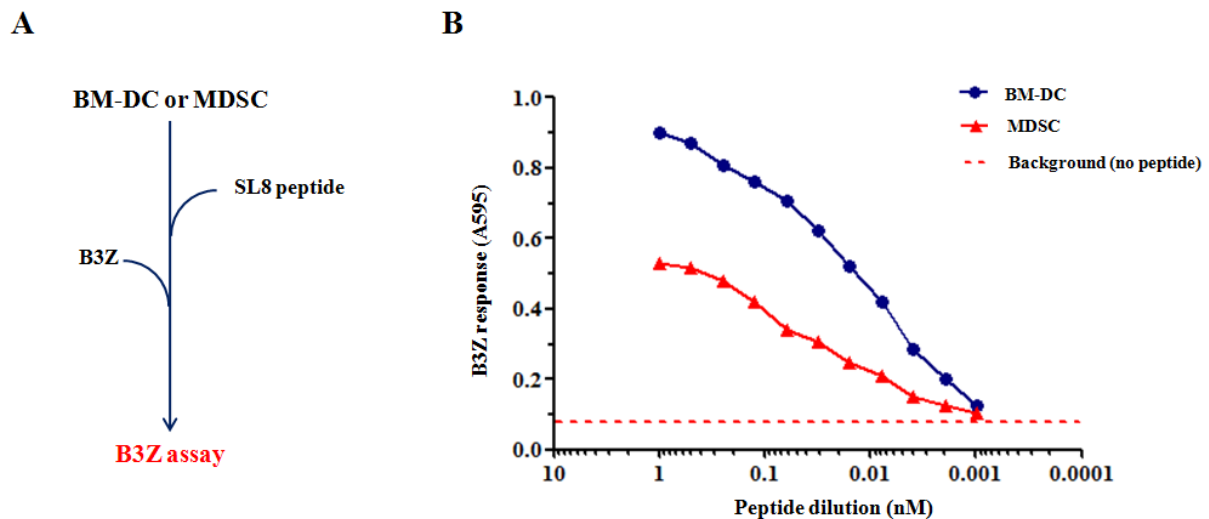 A
BM-DC or MDSC
SL8 peptide
B3Z
B3Z assay
B
BM-DC
MDSC
Background (no peptide)
B3Z response (A595)
1.0
0.8
0.6
0.4
0.2
0.0
10 1 0.1 0.01 0.001 0.0001
Peptide dilution (nM)